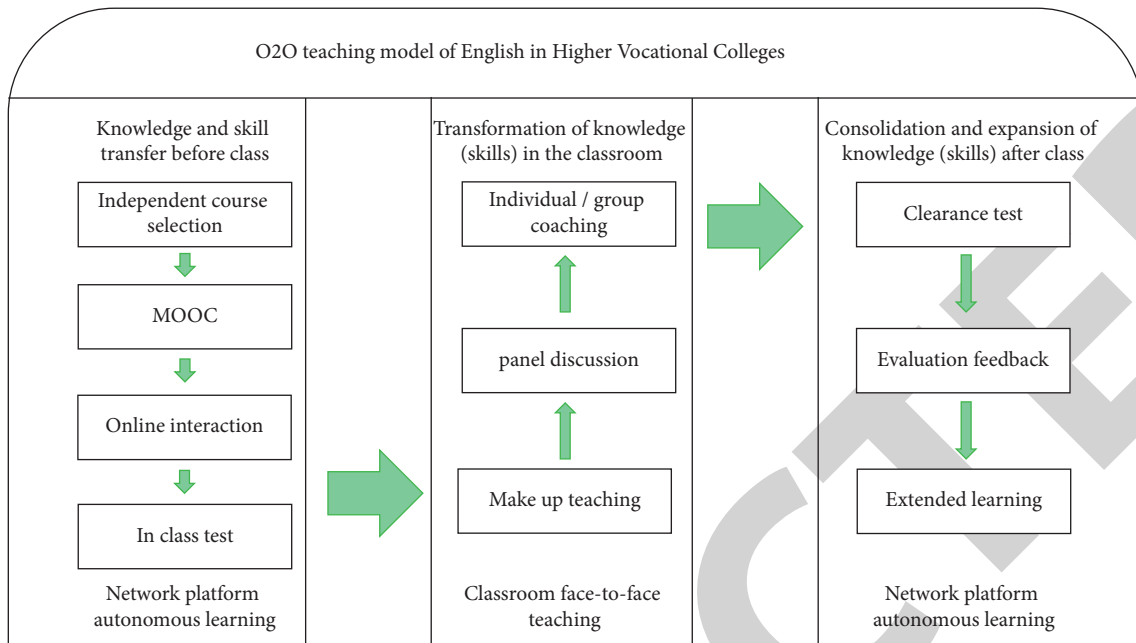 O2O teaching model of English in Higher Vocational Colleges
Knowledge and skill
transfer before class
Independent course
selection
MOOC
Online interaction
In class test
Network platform
autonomous learning
Transformation of knowledge
(skills) in the classroom
Individual / group
coaching
panel discussion
Make up teaching
Classroom face-to-face
teaching
Consolidation and expansion of
knowledge (skills) after class
Clearance test
Evaluation feedback
Extended learning
Network platform
autonomous learning